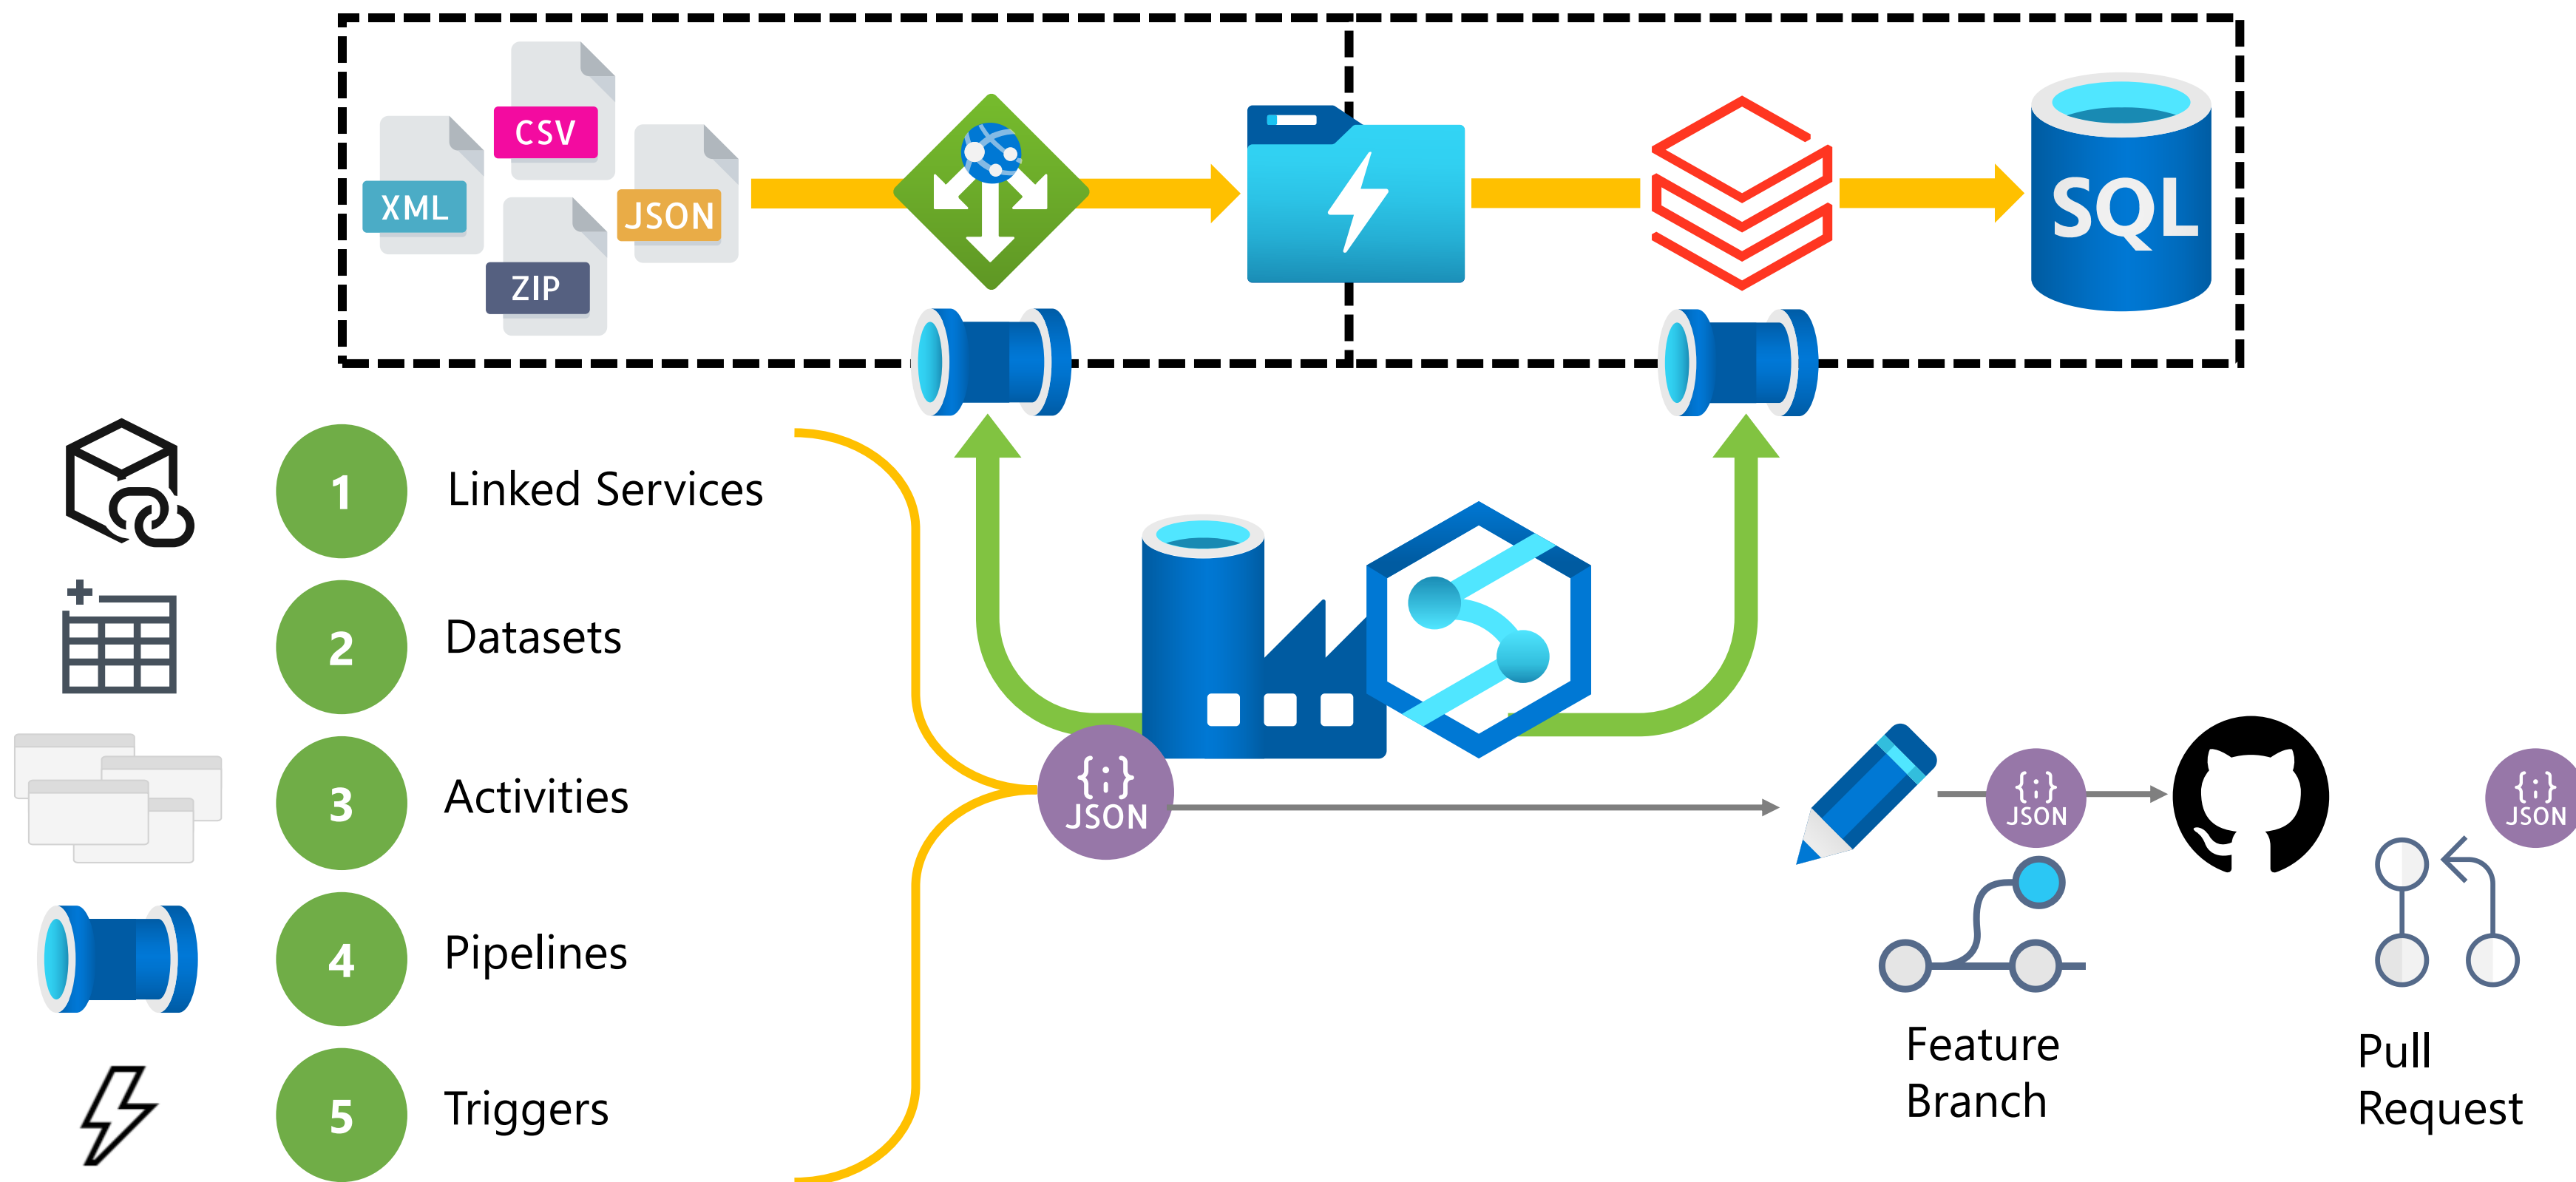 CSV
XML
JSON
ZIP
SQL
1 Linked Services
2 Datasets
3 Activities
4 Pipelines
5 Triggers
{;}
JSON
{;}
JSON
{;}
JSON
Feature
Branch
Pull
Request